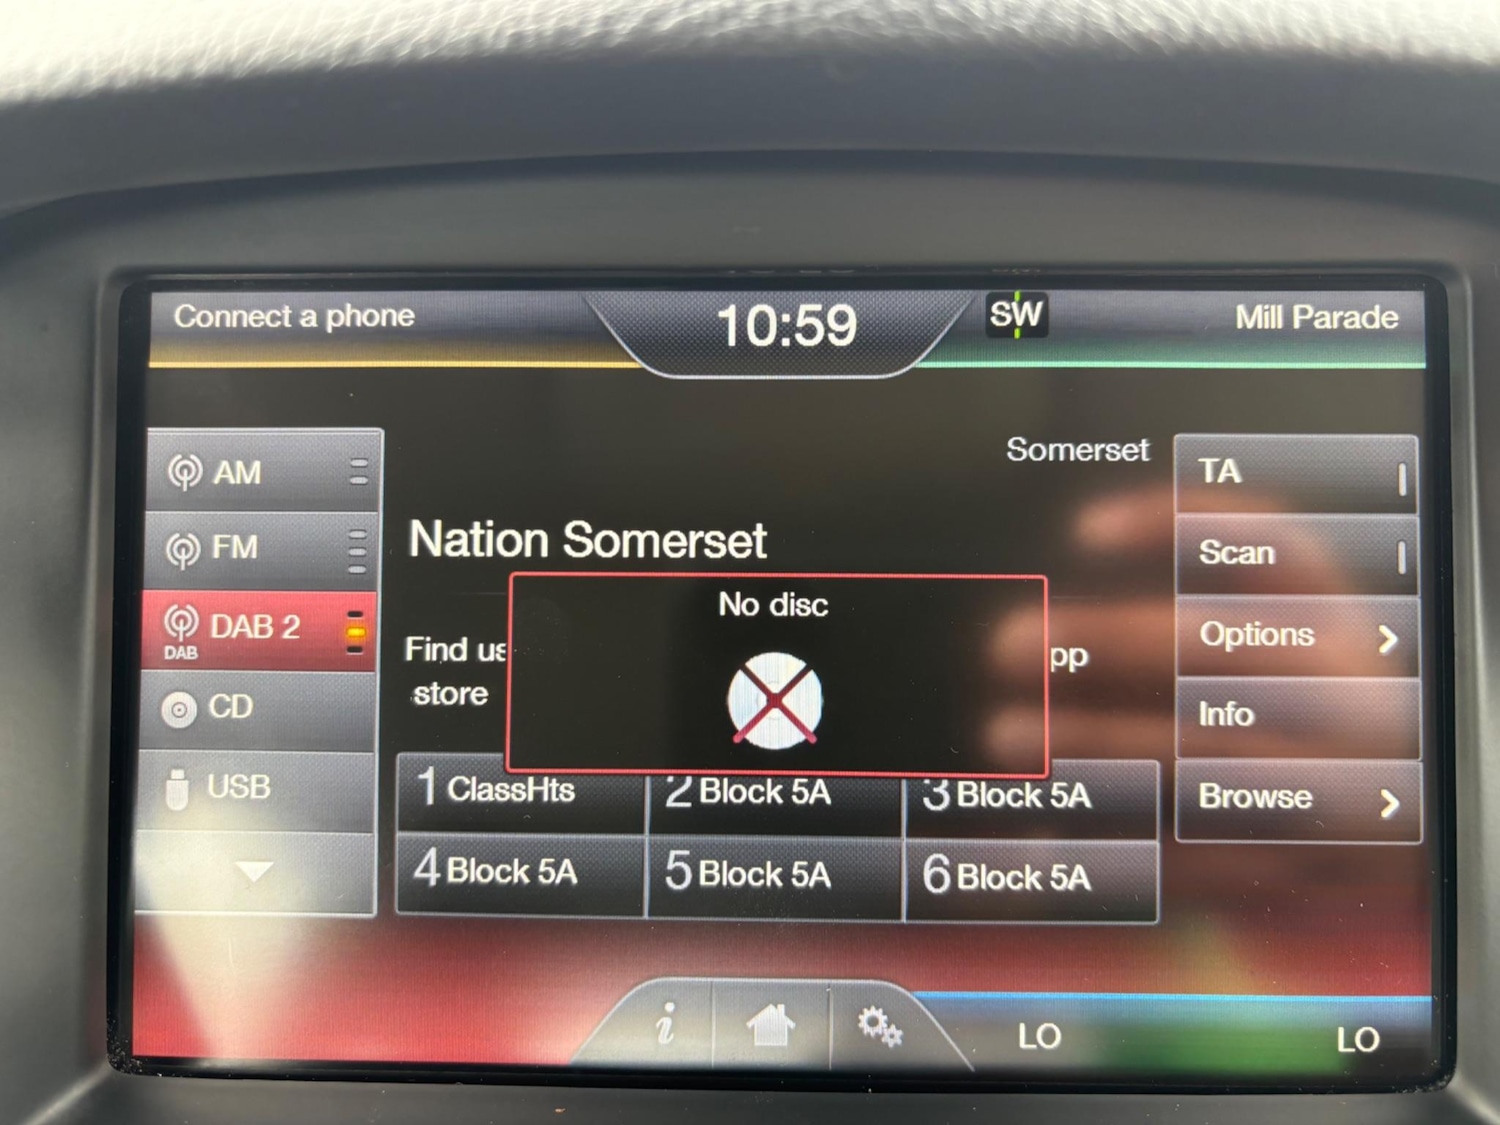 Connect a phone
10:59
SW
Mill Parade
AM
FM
DAB 2
DAB
CD
USB
Somerset
Nation Somerset
No disc
Find us
pp
store
1 ClassHts
2 Block 5A
3 Block 5A
4 Block 5A
5 Block 5A
6 Block 5A
TA
Scan
Options
Info
Browse
i
LO
LO